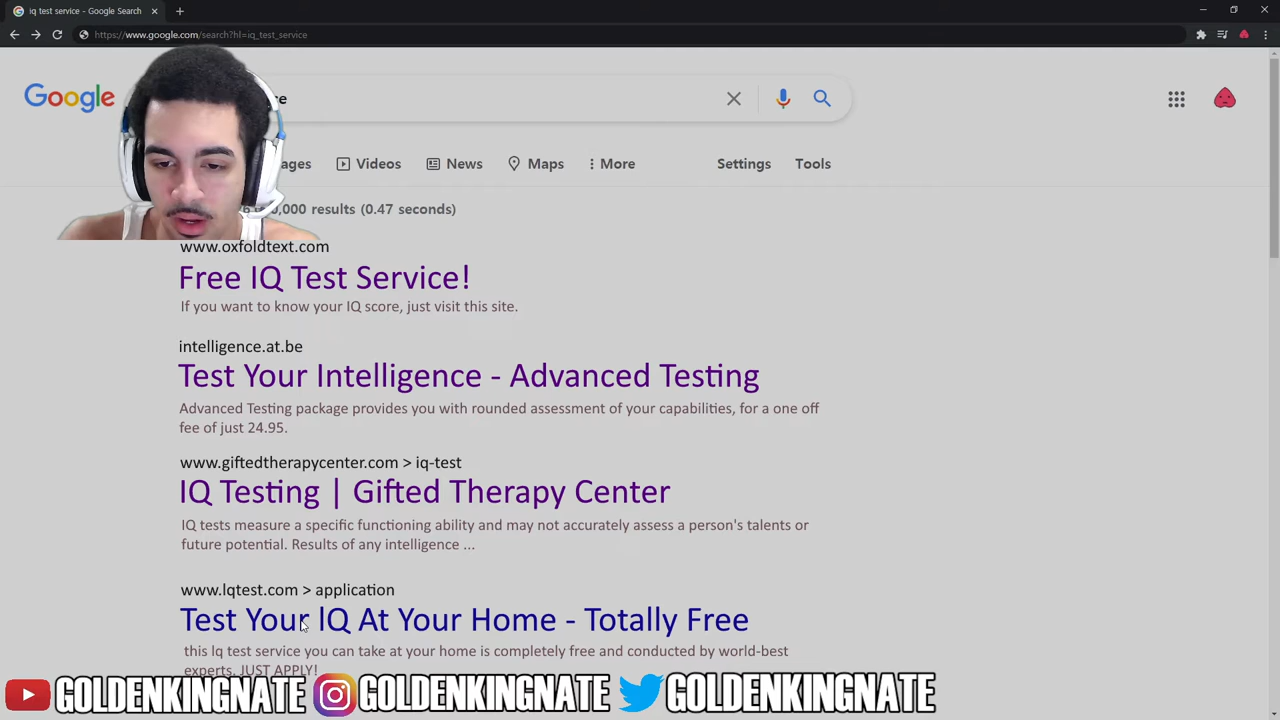 iq test service - Google Search
https://www.google.com/search?hl=iq_test_service
Google
Videos
News
Maps
More
Settings
Tools
results (0.47 seconds)
www.oxfoldtext.com
Free IQ Test Service!
If you want to know your IQ score, just visit this site.
intelligence.at.be
Test Your Intelligence - Advanced Testing
Advanced Testing package provides you with rounded assessment of your capabilities, for a one off
fee of just 24.95.
www.giftedtherapycenter.com > iq-test
IQ Testing | Gifted Therapy Center
IQ tests measure a specific functioning ability and may not accurately assess a person's talents or
future potential. Results of any intelligence ...
www.lqtest.com > application
Test Your lQ At Your Home - Totally Free
this lq test service you can take at your home is completely free and conducted by world-best
experts. JUST APPLY!
GOLDENKINGNATE
GOLDENKINGNATE
GOLDENKINGNATE